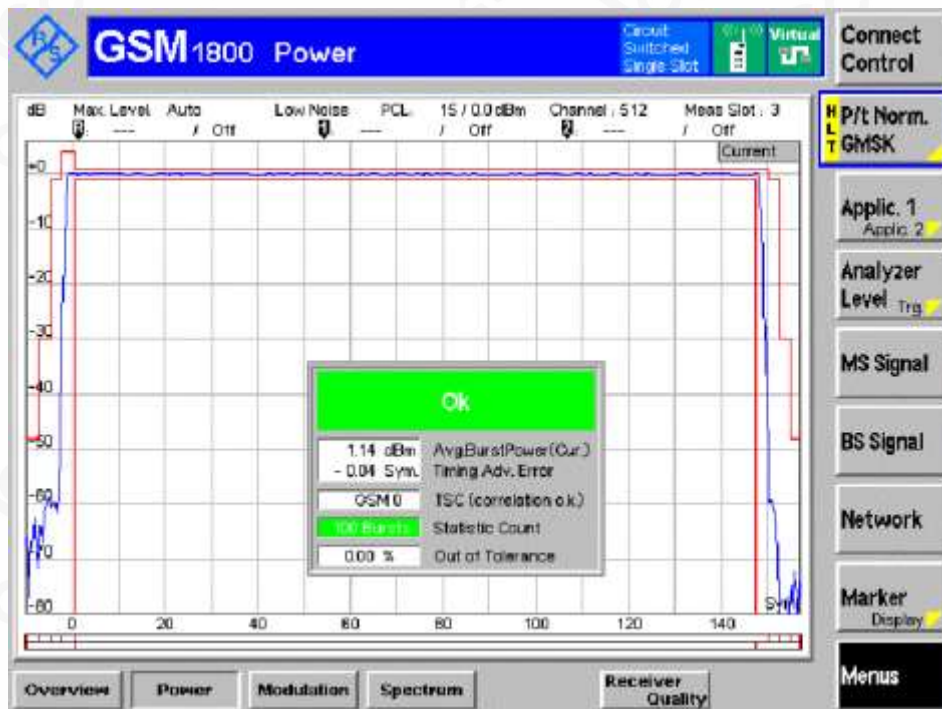 R&S
GSM1800 Power
Circuit Switched Single Slot
Virtual
Connect Control
dB Max. Level Auto Low Noise PCL: 15 / 0.0 dBm Channel : 512 Meas Slot : 3
--- / Off --- / Off --- / Off
Current
P/t Norm. GMSK
HLT
+0
-10
-20
-30
-40
-50
-60
-70
-80
Applic. 1
Applic. 2
Analyzer Level Trg.
MS Signal
BS Signal
Network
Marker
Display
Menus
Ok
1.14 dBm Avg.BurstPower(Cur.)
- 0.04 Sym. Timing Adv. Error
GSM 0 TSC (correlation o.k.)
100 Bursts Statistic Count
0.00 % Out of Tolerance
0 20 40 60 80 100 120 140
Sym
Overview Power Modulation Spectrum Receiver Quality